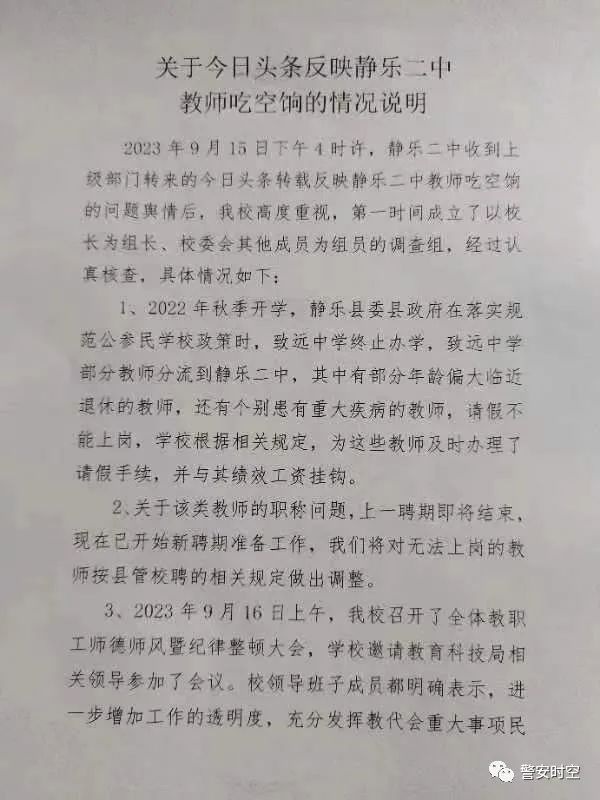 关于今日头条反映静乐二中
教师吃空饷的情况说明
2023年9月15日下午4时许，静乐二中收到上
级部门转来的今日头条转载反映静乐二中教师吃空饷
的问题舆情后，我校高度重视，第一时间成立了以校
长为组长、校委会其他成员为组员的调查组，经过认
真核查，具体情况如下：
1、2022年秋季开学，静乐县委县政府在落实规
范公参民学校政策时，致远中学终止办学，致远中学
部分教师分流到静乐二中，其中有部分年龄偏大临近
退休的教师，还有个别患有重大疾病的教师，请假不
能上岗，学校根据相关规定，为这些教师及时办理了
请假手续，并与其绩效工资挂钩。
2、关于该类教师的职称问题，上一聘期即将结束，
现在已开始新聘期准备工作，我们将对无法上岗的教
师按县管校聘的相关规定做出调整。
3、2023年9月16日上午，我校召开了全体教职
工师德师风暨纪律整顿大会，学校邀请教育科技局相
关领导参加了会议。校领导班子成员都明确表示，进
一步增加工作的透明度，充分发挥教代会重大事项民
警安时空